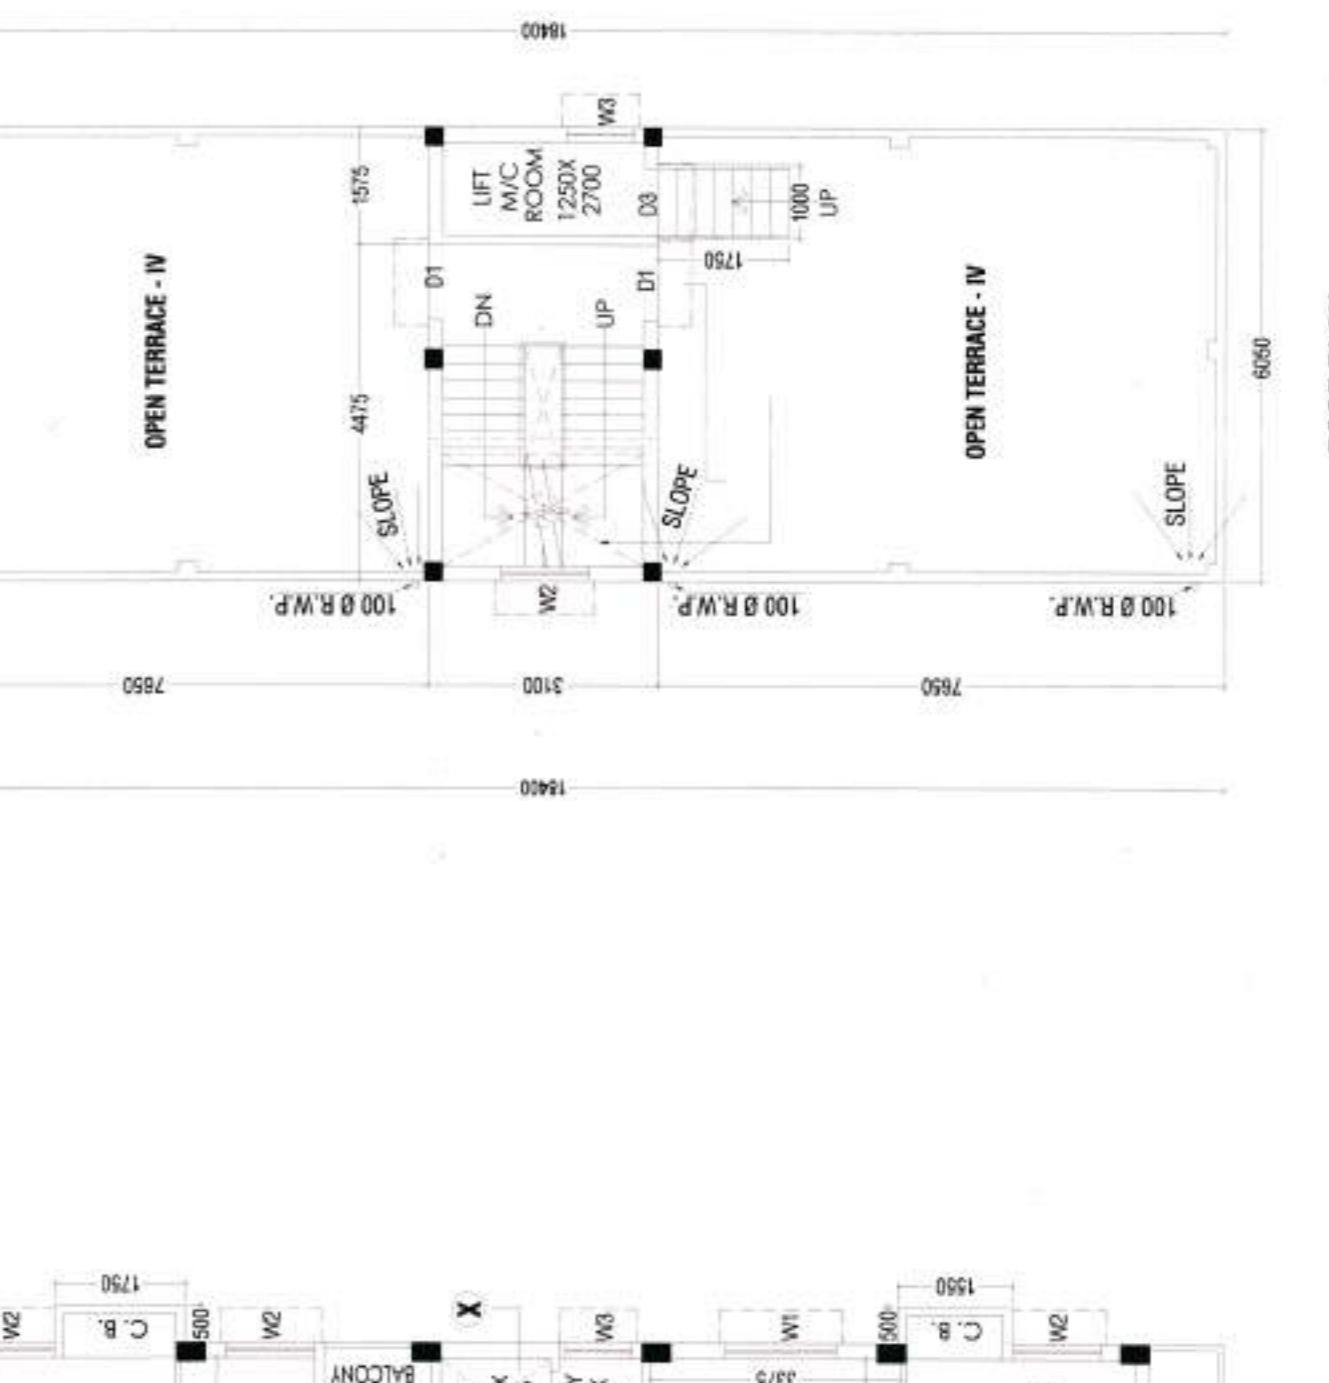 18400
W3
1575
LIFT
M/C
ROOM
1250X
2700
D3
1000
UP
1750
D1
DN
UP
D1
OPEN TERRACE - IV
4475
OPEN TERRACE - IV
6050
SLOPE
SLOPE
SLOPE
100 Ø R.W.P.
W2
100 Ø R.W.P.
100 Ø R.W.P.
7650
3100
7650
18400
1750
1550
W2
C. B.
500
W2
X
W3
W1
500
C. B.
W2
BALCONY
3375